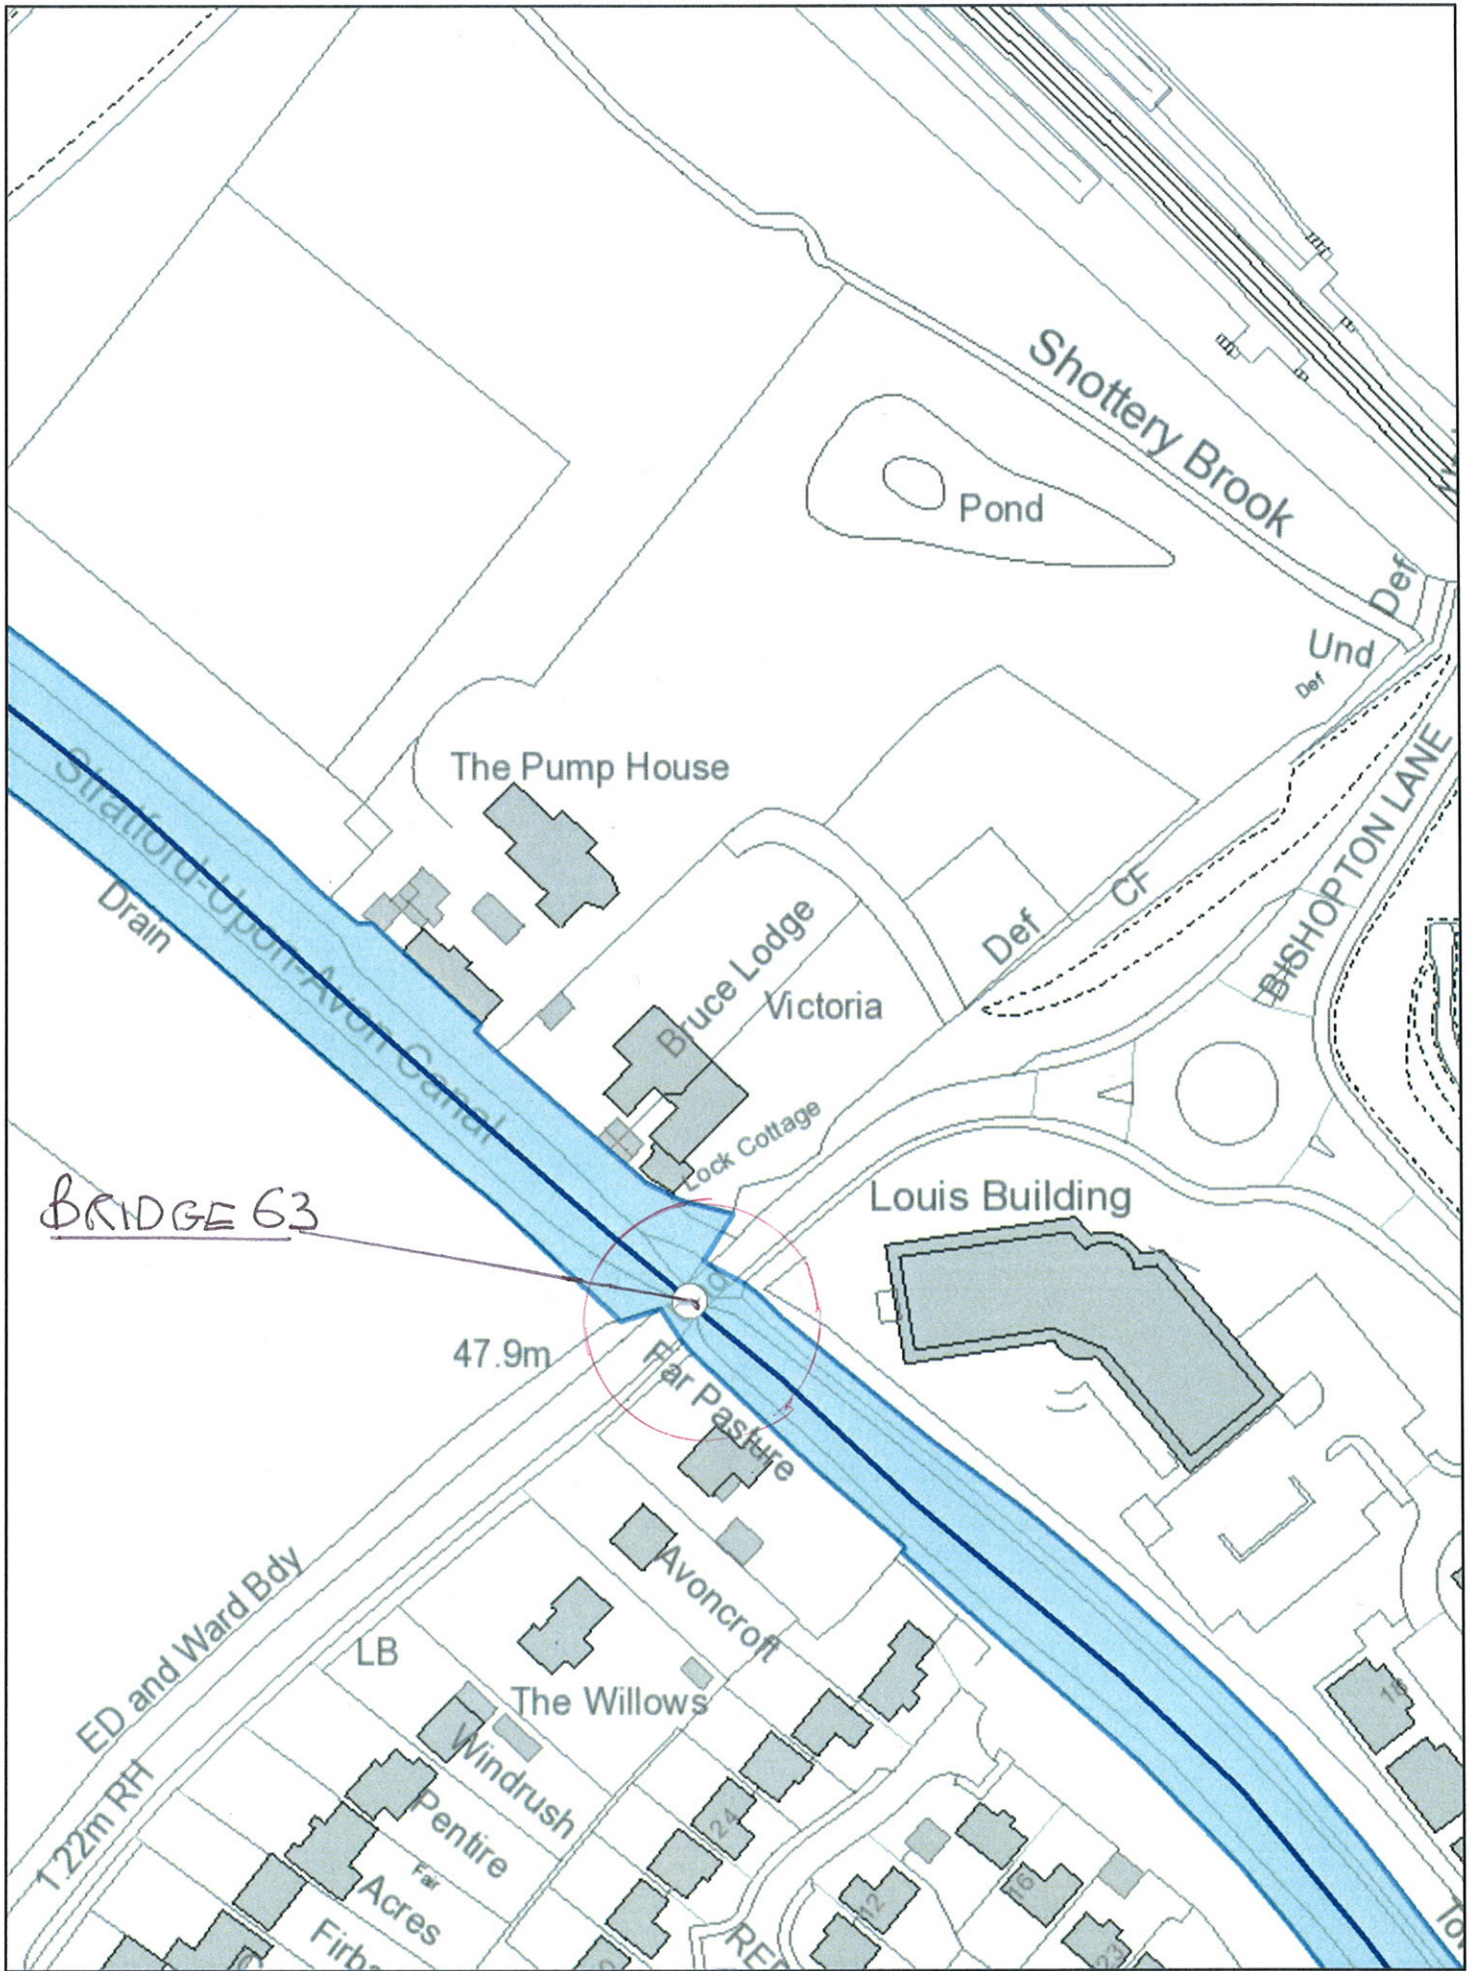 Shottery Brook
Pond
Def
Und
Def
The Pump House
BISHOPTON LANE
Stratford-Upon-Avon Canal
Drain
CF
Def
Bruce Lodge
Victoria
Lock Cottage
BRIDGE 63
Louis Building
47.9m
Far Pasture
Avoncroft
ED and Ward Bdy
LB
The Willows
18
Windrush
1.22m RH
Pentire
24
Fair
Acres
16
12
23